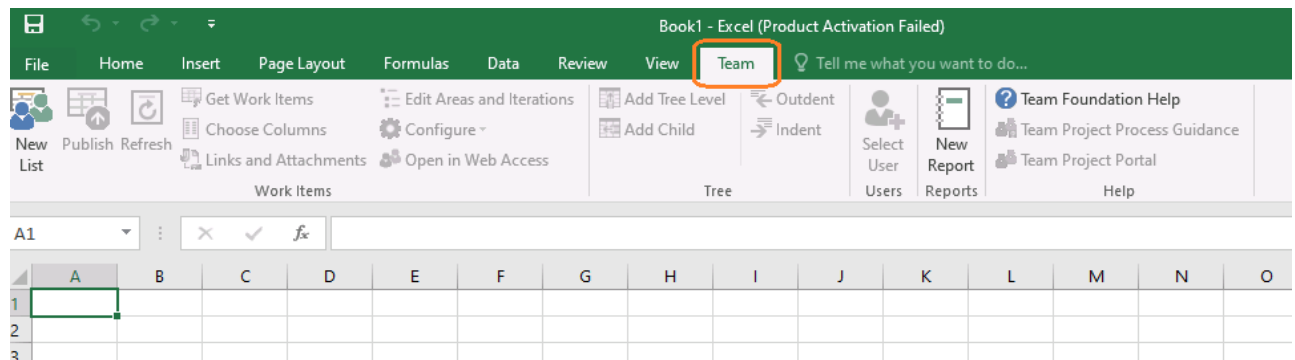 Book1 - Excel (Product Activation Failed)
File Home Insert Page Layout Formulas Data Review View Team Tell me what you want to do...
New List
Publish
Refresh
Get Work Items
Choose Columns
Links and Attachments
Edit Areas and Iterations
Configure
Open in Web Access
Work Items
Add Tree Level
Add Child
Outdent
Indent
Tree
Select User
Users
New Report
Reports
Team Foundation Help
Team Project Process Guidance
Team Project Portal
Help
A1 fx
A B C D E F G H I J K L M N O
1
2
3